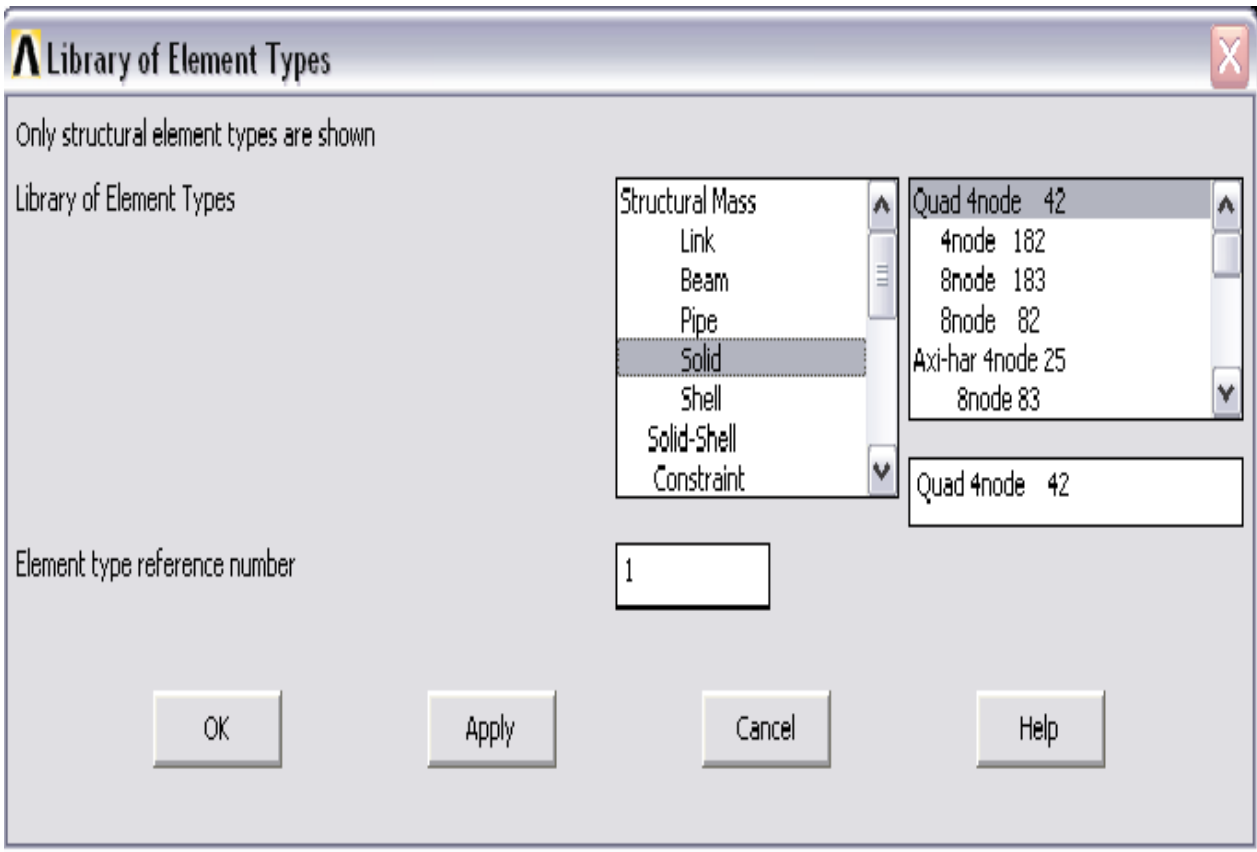 Library of Element Types
Only structural element types are shown
Library of Element Types
Structural Mass
Link
Beam
Pipe
Solid
Shell
Solid-Shell
Constraint
Quad 4node 42
4node 182
8node 183
8node 82
Axi-har 4node 25
8node 83
Quad 4node 42
Element type reference number
1
OK Apply Cancel Help